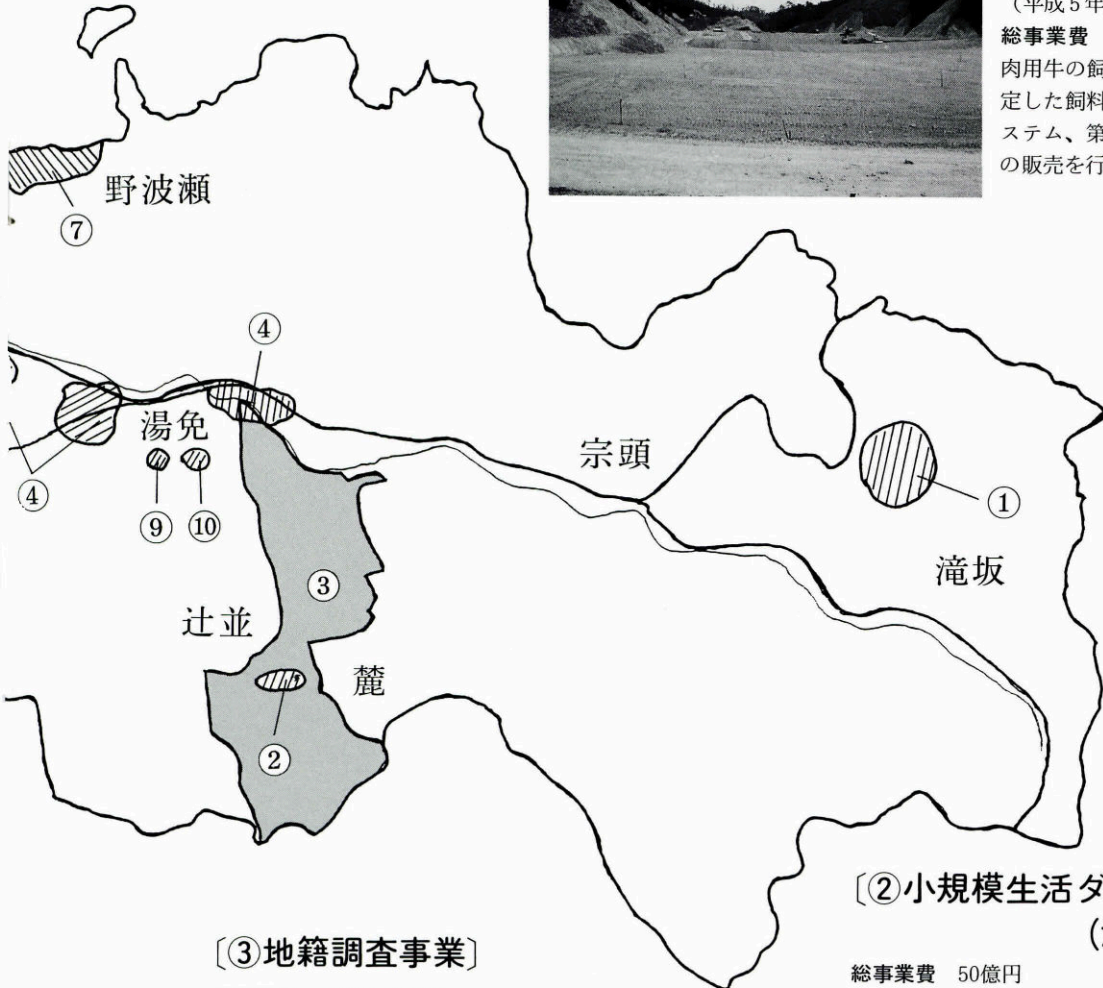 （平成5年
総事業費
肉用牛の飼
定した飼料
ステム、第
の販売を行
野波瀬
⑦
④
湯免
④
⑨
⑩
宗頭
①
滝坂
③
辻並
麓
②
〔③地籍調査事業〕
〔②小規模生活ダ
総事業費 50億円